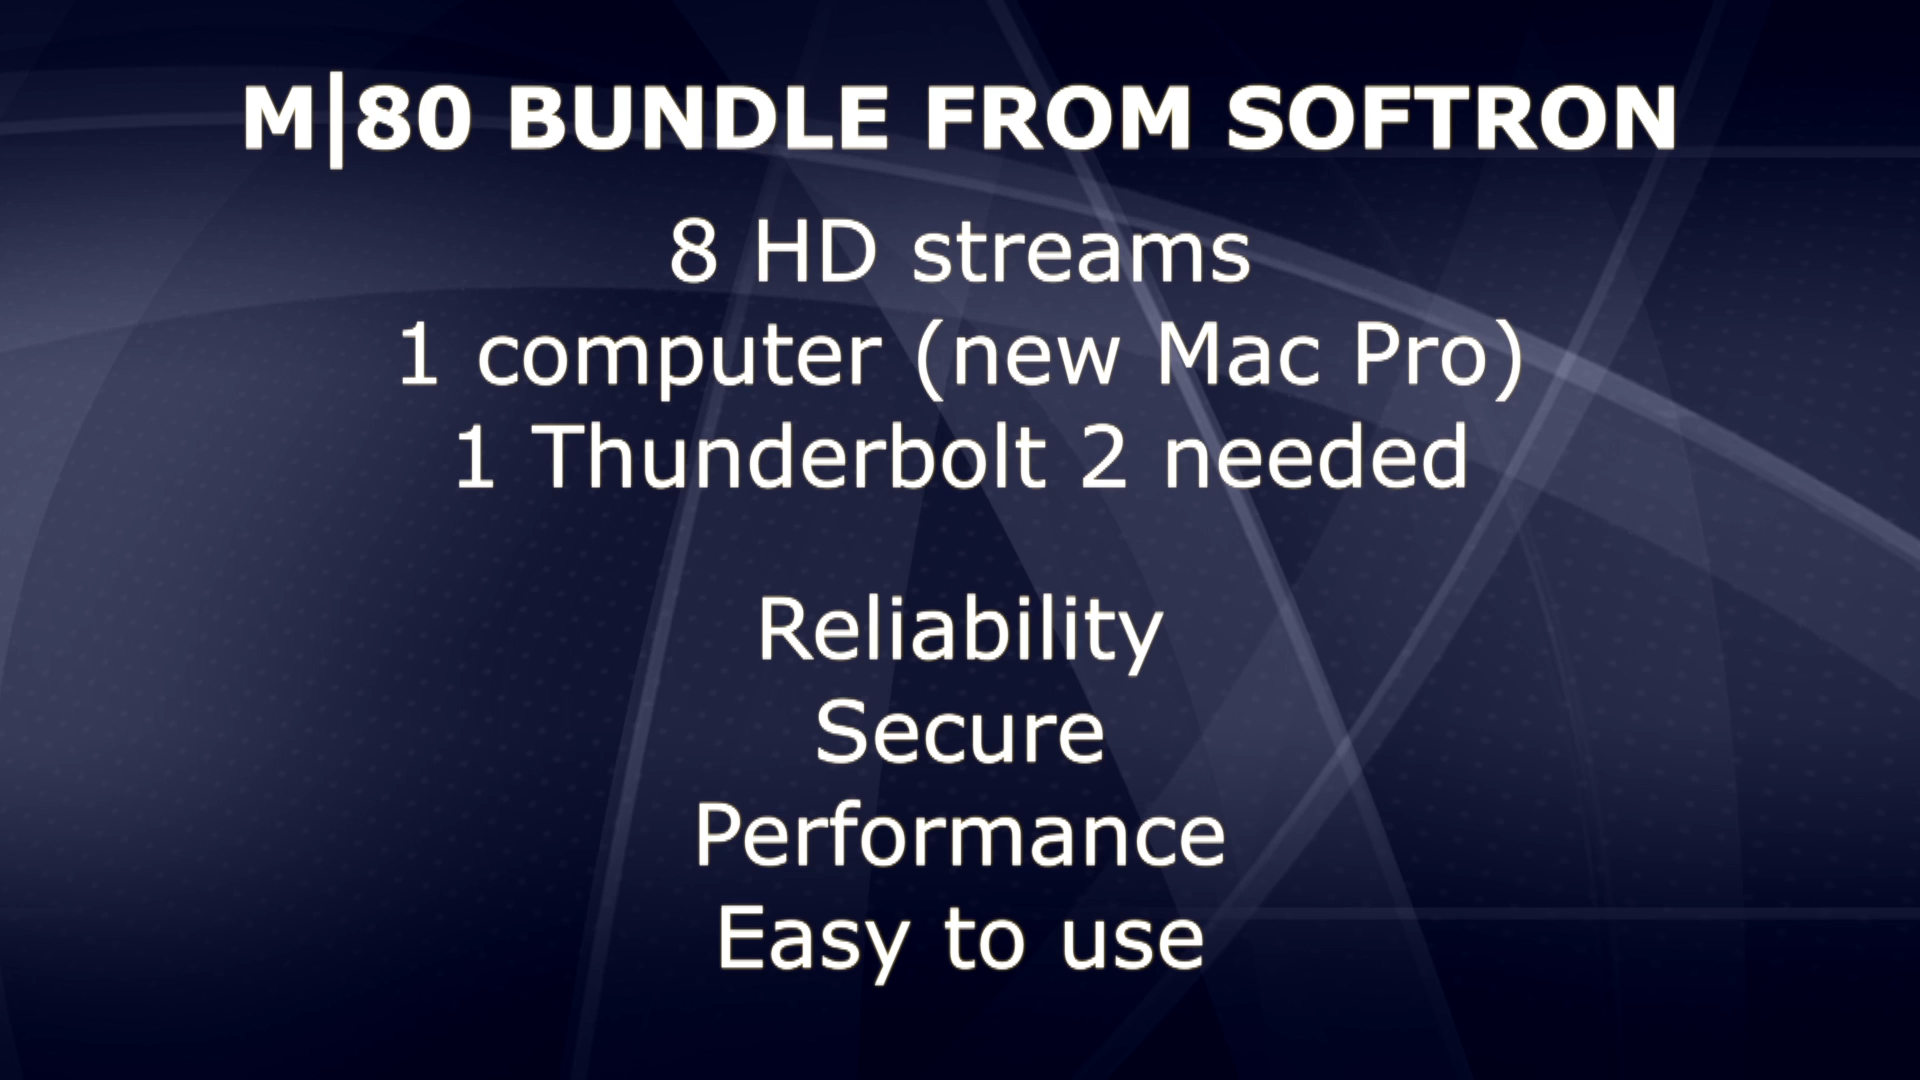 M|80 BUNDLE FROM SOFTRON
8 HD streams
1 computer (new Mac Pro)
1 Thunderbolt 2 needed
Reliability
Secure
Performance
Easy to use